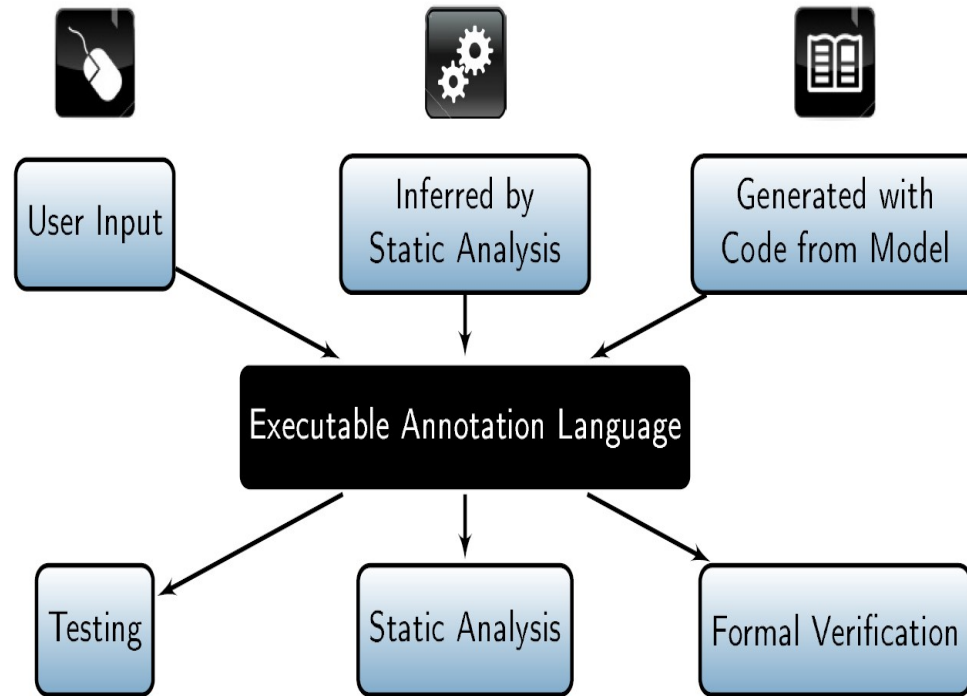 User Input
Inferred by
Static Analysis
Generated with
Code from Model
Executable Annotation Language
Testing
Static Analysis
Formal Verification